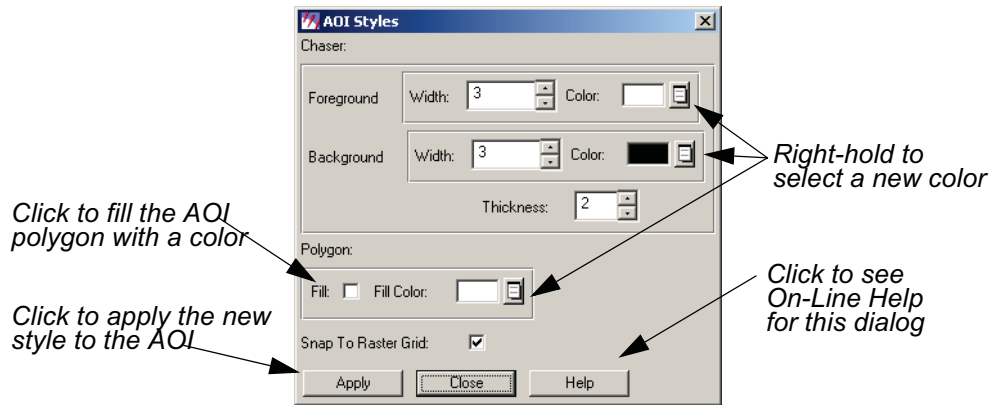 AOI Styles
Chaser:
Foreground Width: 3 Color:
Background Width: 3 Color:
Thickness: 2
Right-hold to
select a new color
Click to fill the AOI
polygon with a color
Polygon:
Fill: Fill Color:
Click to see
On-Line Help
for this dialog
Click to apply the new
style to the AOI
Snap To Raster Grid:
Apply Close Help